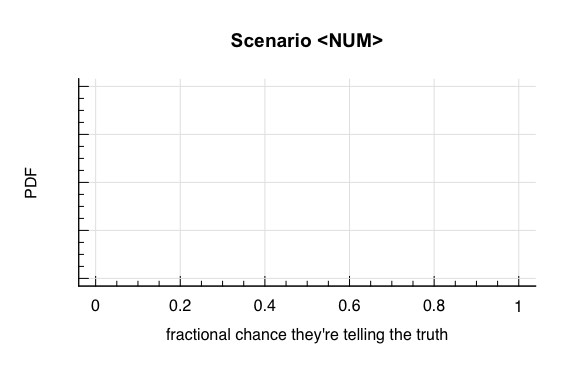 Scenario <NUM>
PDF
0 0.2 0.4 0.6 0.8 1
fractional chance they're telling the truth